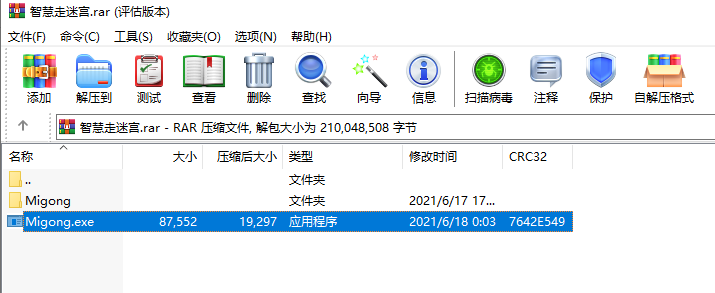 智慧走迷宫.rar (评估版本)
文件(F) 命令(C) 工具(S) 收藏夹(O) 选项(N) 帮助(H)
添加 解压到 测试 查看 删除 查找 向导 信息 扫描病毒 注释 保护 自解压格式
智慧走迷宫.rar - RAR 压缩文件, 解包大小为 210,048,508 字节
名称 大小 压缩后大小 类型 修改时间 CRC32
.. 文件夹
Migong 文件夹 2021/6/17 17...
Migong.exe 87,552 19,297 应用程序 2021/6/18 0:03 7642E549